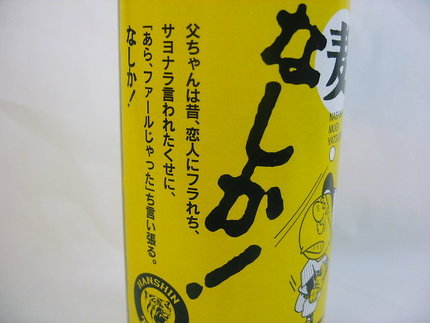 麦
なしか!
父ちゃんは昔、恋人にフラれち、
サヨナラ言われたくせに、
「あら、ファールじゃった」ち言い張る。
なしか!
HANSHIN